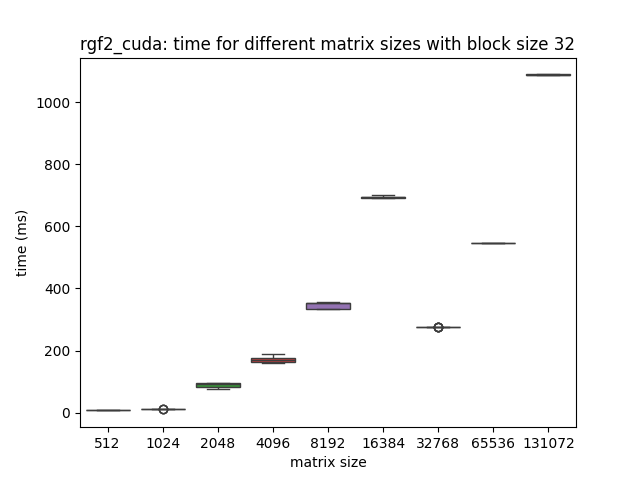 rgf2_cuda: time for different matrix sizes with block size 32
1000
800
600
400
200
0
time (ms)
512 1024 2048 4096 8192 16384 32768 65536 131072
matrix size